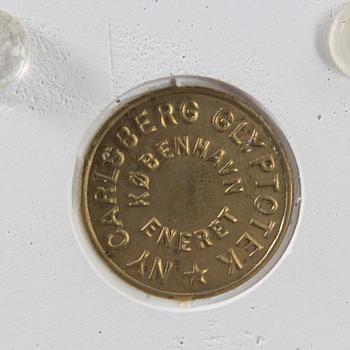 NY CARLSBERG GLYPTOTEK
KØBENHAVN
ENERET